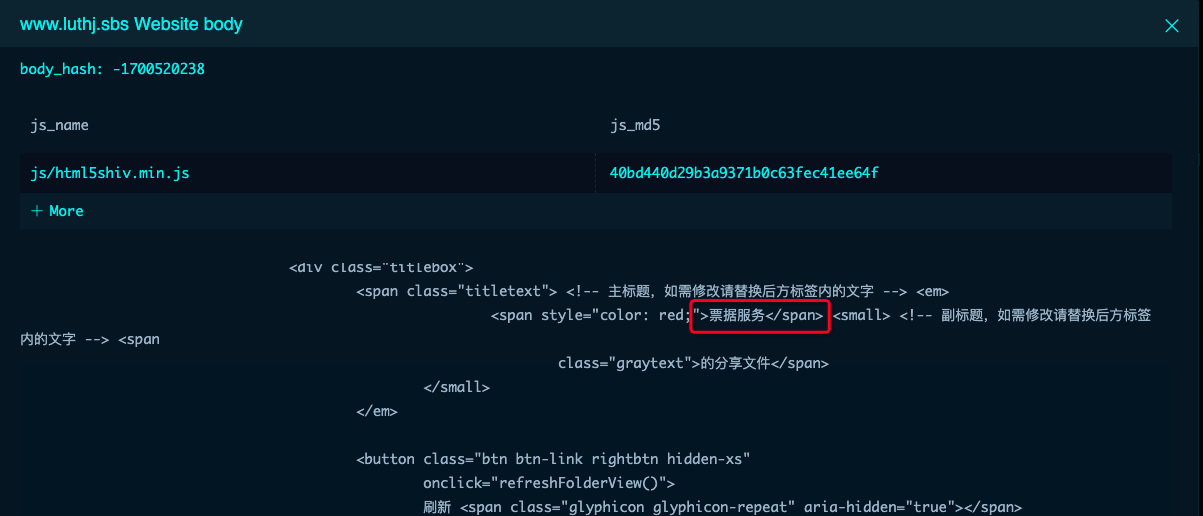 www.luthj.sbs Website body
body_hash: -1700520238
js_name js_md5
js/html5shiv.min.js 40bd440d29b3a9371b0c63fec41ee64f
+ More
<div class="titlebox">
<span class="titletext"> <!-- 主标题，如需修改请替换后方标签内的文字 --> <em>
<span style="color: red;">票据服务</span> <small> <!-- 副标题，如需修改请替换后方标签
内的文字 --> <span
class="graytext">的分享文件</span>
</small>
</em>
<button class="btn btn-link rightbtn hidden-xs"
onclick="refreshFolderView()">
刷新 <span class="glyphicon glyphicon-repeat" aria-hidden="true"></span>